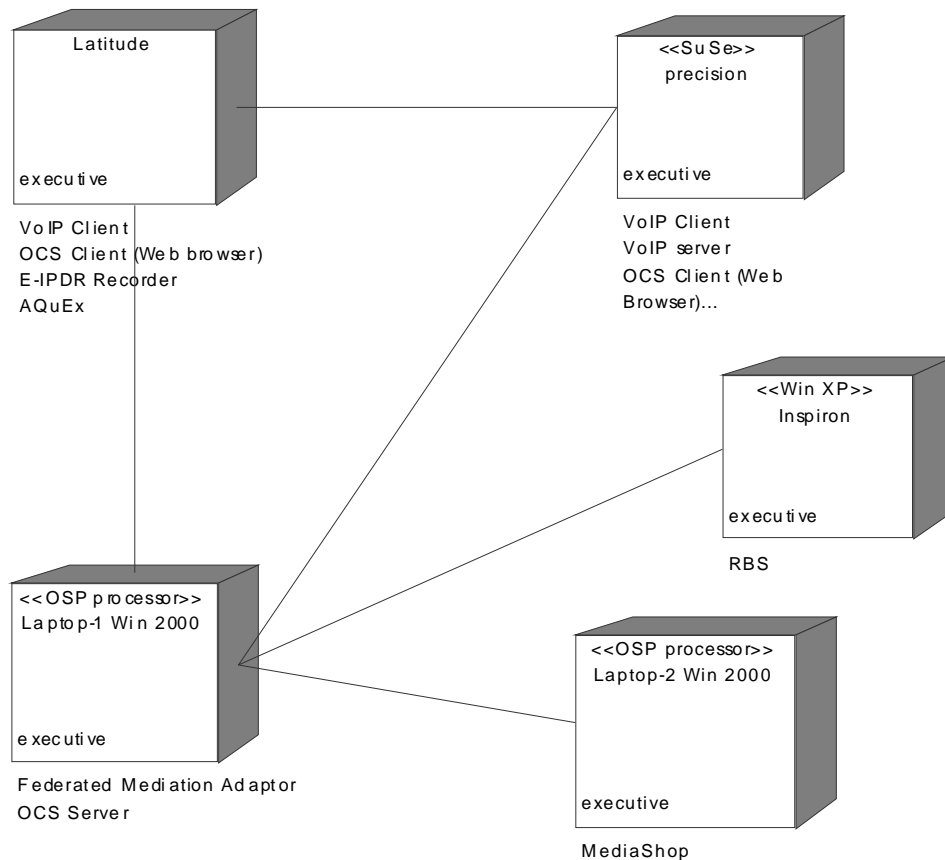 Latitude
executive
VoIP Client
OCS Client (Web browser)
E-IPDR Recorder
AQuEx
<<SuSe>>
precision
executive
VoIP Client
VoIP server
OCS Client (Web
Browser)...
<<Win XP>>
Inspiron
executive
RBS
<<OSP processor>>
Laptop-1 Win 2000
executive
Federated Mediation Adaptor
OCS Server
<<OSP processor>>
Laptop-2 Win 2000
executive
MediaShop